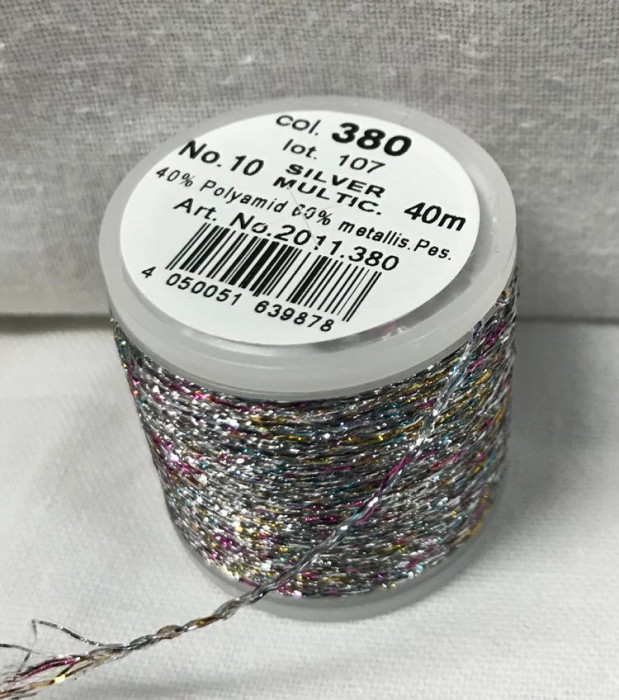 col. 380
lot. 107
No. 10 SILVER MULTIC. 40m
40% Polyamid 60% metallis.Pes.
Art. No.2011.380
4 050051 639878